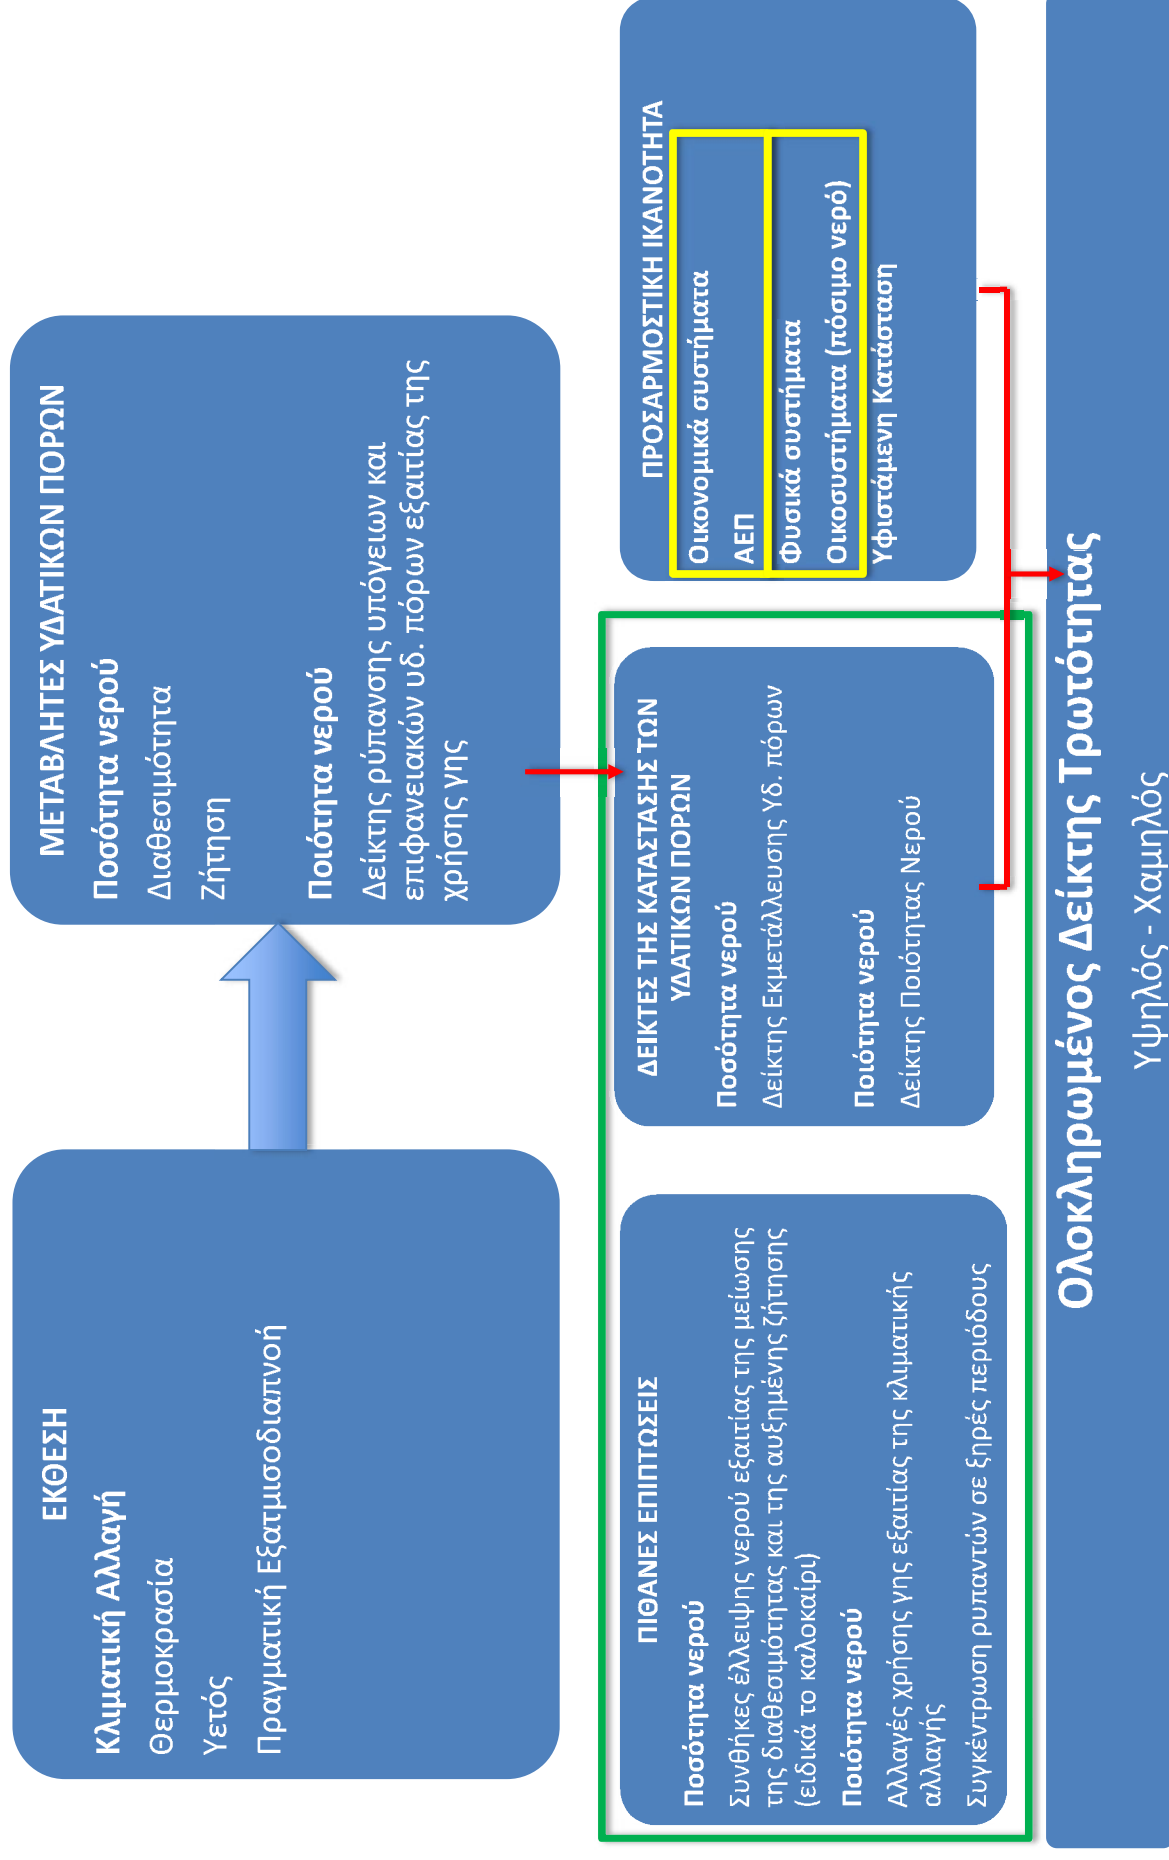 ΕΚΘΕΣΗ
Κλιματική Αλλαγή
Θερμοκρασία
Υετός
Πραγματική Εξατμισοδιαπνοή
ΜΕΤΑΒΛΗΤΕΣ ΥΔΑΤΙΚΩΝ ΠΟΡΩΝ
Ποσότητα νερού
Διαθεσιμότητα
Ζήτηση
Ποιότητα νερού
Δείκτης ρύπανσης υπόγειων και
επιφανειακών υδ. πόρων εξαιτίας της
χρήσης γης
ΠΙΘΑΝΕΣ ΕΠΙΠΤΩΣΕΙΣ
Ποσότητα νερού
Συνθήκες έλλειψης νερού εξαιτίας της μείωσης
της διαθεσιμότητας και της αυξημένης ζήτησης
(ειδικά το καλοκαίρι)
Ποιότητα νερού
Αλλαγές χρήσης γης εξαιτίας της κλιματικής
αλλαγής
Συγκέντρωση ρυπαντών σε ξηρές περιόδους
ΔΕΙΚΤΕΣ ΤΗΣ ΚΑΤΑΣΤΑΣΗΣ ΤΩΝ
ΥΔΑΤΙΚΩΝ ΠΟΡΩΝ
Ποσότητα νερού
Δείκτης Εκμετάλλευσης Υδ. πόρων
Ποιότητα νερού
Δείκτης Ποιότητας Νερού
ΠΡΟΣΑΡΜΟΣΤΙΚΗ ΙΚΑΝΟΤΗΤΑ
Οικονομικά συστήματα
ΑΕΠ
Φυσικά συστήματα
Οικοσυστήματα (πόσιμο νερό)
Υφιστάμενη Κατάσταση
Ολοκληρωμένος Δείκτης Τρωτότητας
Υψηλός - Χαμηλός